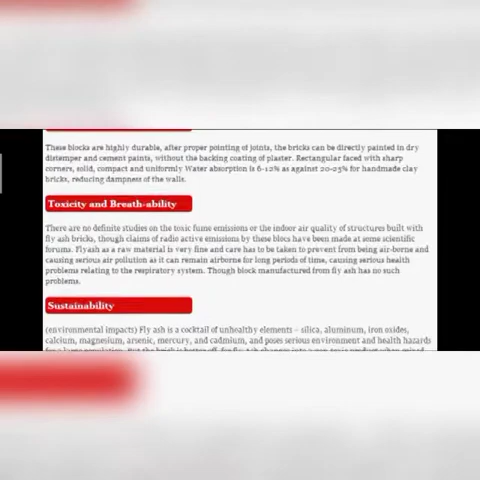 These blocks are highly durable, after proper pointing of joints, the bricks can be directly painted in dry
distemper and cement paints, without the backing coating of plaster. Rectangular faced with sharp
corners, solid, compact and uniformly Water absorption is 6-12% as against 20-25% for handmade clay
bricks, reducing dampness of the walls.
Toxicity and Breath-ability
There are no definite studies on the toxic fume emissions or the indoor air quality of structures built with
fly ash bricks, though claims of radio active emissions by these blocs have been made at some scientific
forums. Flyash as a raw material is very fine and care has to be taken to prevent from being air-borne and
causing serious air pollution as it can remain airborne for long periods of time, causing serious health
problems relating to the respiratory system. Though block manufactured from fly ash has no such
problems.
Sustainability
(environmental impacts) Fly ash is a cocktail of unhealthy elements – silica, aluminum, iron oxides,
calcium, magnesium, arsenic, mercury, and cadmium, and poses serious environment and health hazards